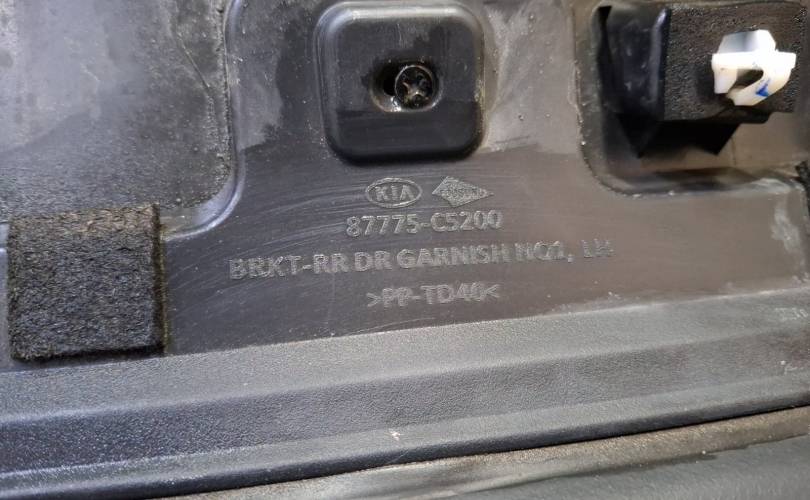 KIA
87775-C5200
BRKT-RR DR GARNISH NO2, LH
>PP-TD40<